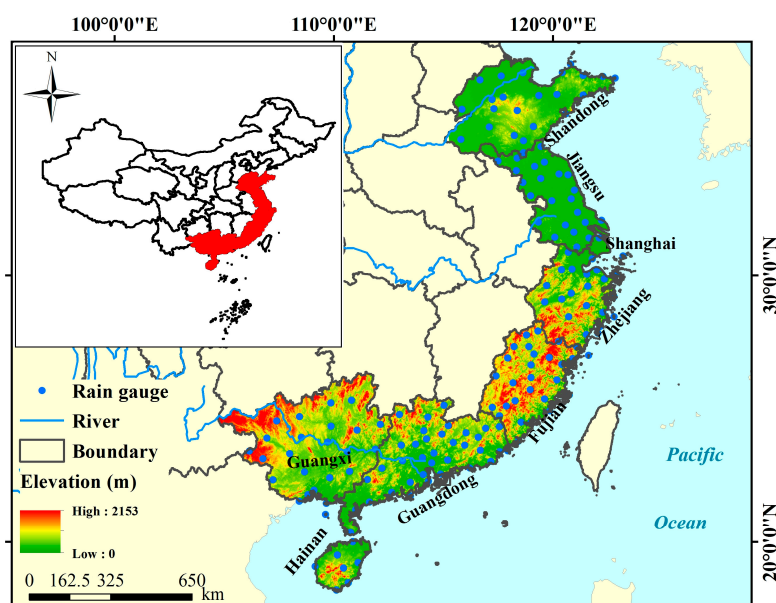 100°0'0"E 110°0'0"E 120°0'0"E
N
Shandong
Jiangsu
Shanghai
30°0'0"N
Zhejiang
Rain gauge
River
Boundary
Fujian
Pacific
Guangxi
Elevation (m)
High : 2153
Guangdong
Ocean
Low : 0
Hainan
20°0'0"N
0 162.5 325 650
km